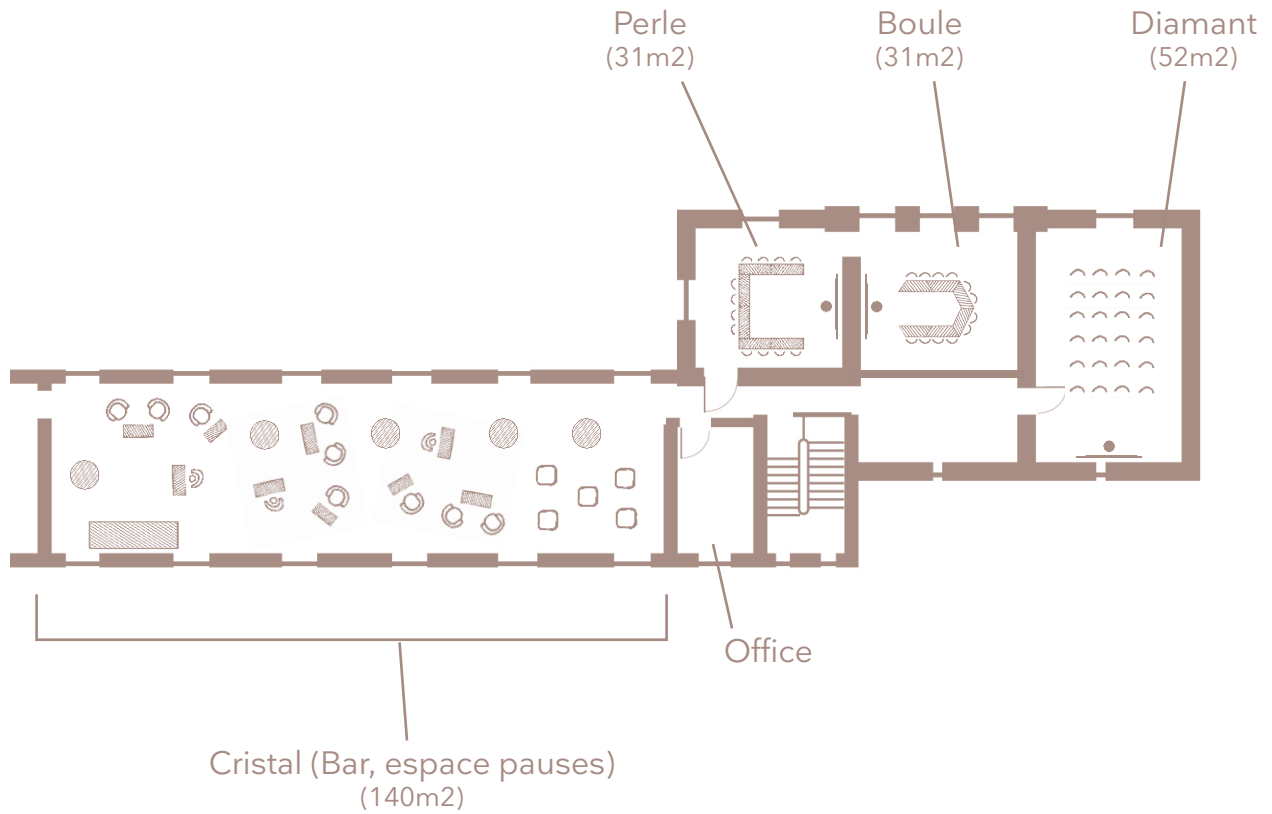 Perle
(31m2)
Boule
(31m2)
Diamant
(52m2)
Office
Cristal (Bar, espace pauses)
(140m2)